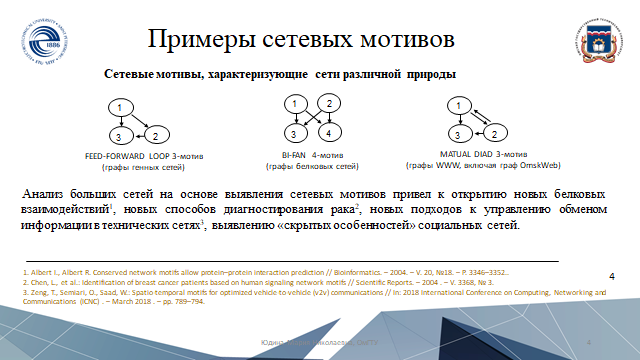 Примеры сетевых мотивов
Сетевые мотивы, характеризующие сети различной природы
1
3
2
1
2
3
4
1
3
2
FEED-FORWARD LOOP 3-мотив
(графы генных сетей)
BI-FAN 4-мотив
(графы белковых сетей)
MATUAL DIAD 3-мотив
(графы WWW, включая граф OmskWeb)
Анализ больших сетей на основе выявления сетевых мотивов привел к открытию новых белковых
взаимодействий¹, новых способов диагностирования рака², новых подходов к управлению обменом
информации в технических сетях³, выявлению «скрытых особенностей» социальных сетей.
1. Albert I., Albert R. Conserved network motifs allow protein–protein interaction prediction // Bioinformatics. – 2004. – V. 20, №18. – P. 3346–3352..
2. Chen, L., et al.: Identification of breast cancer patients based on human signaling network motifs // Scientific Reports. – 2004 . – V. 3368, № 3.
3. Zeng, T., Semiari, O., Saad, W.: Spatio-temporal motifs for optimized vehicle-to-vehicle (v2v) communications // In: 2018 International Conference on Computing, Networking and
Communications (ICNC) . – March 2018 . – pp. 789–794.
4
4
1886